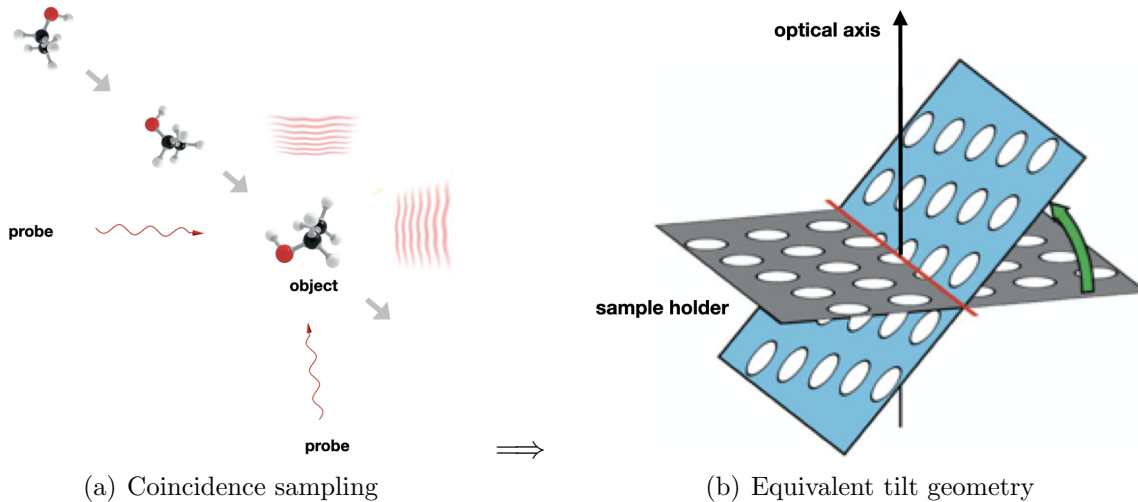 optical axis
probe
object
sample holder
probe
⟹
(a) Coincidence sampling
(b) Equivalent tilt geometry